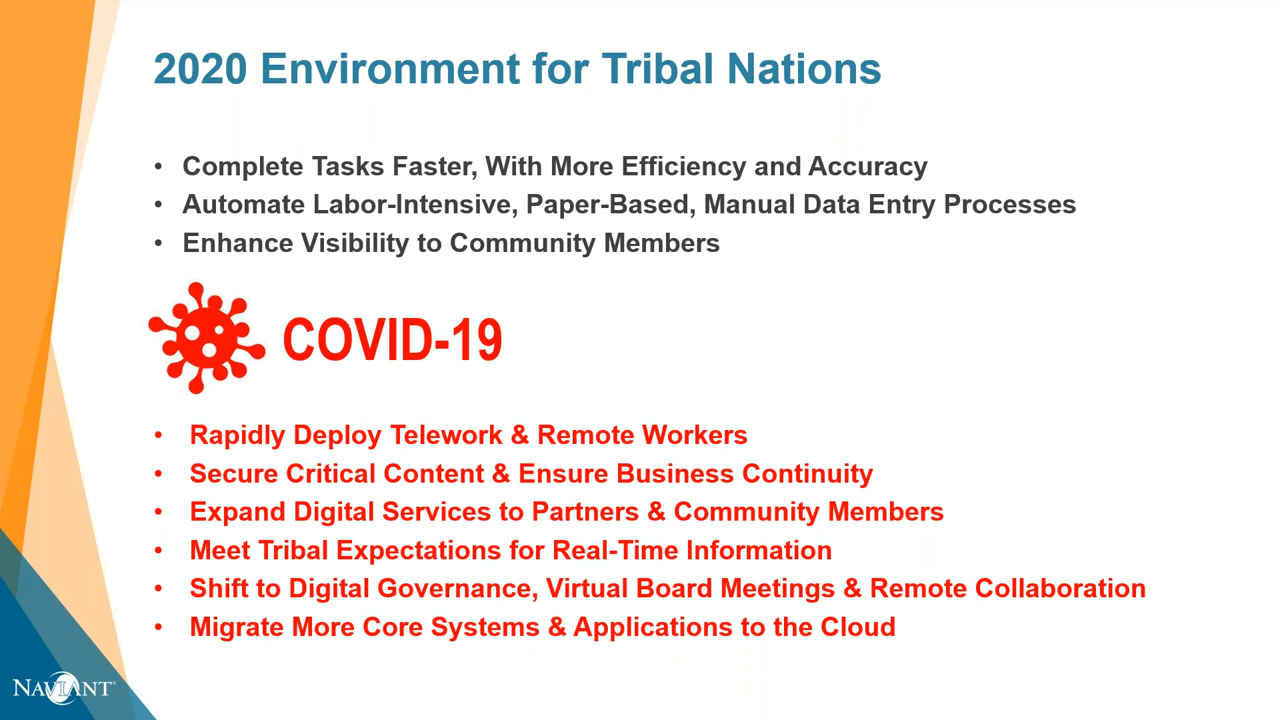 2020 Environment for Tribal Nations
• Complete Tasks Faster, With More Efficiency and Accuracy
• Automate Labor-Intensive, Paper-Based, Manual Data Entry Processes
• Enhance Visibility to Community Members
COVID-19
• Rapidly Deploy Telework & Remote Workers
• Secure Critical Content & Ensure Business Continuity
• Expand Digital Services to Partners & Community Members
• Meet Tribal Expectations for Real-Time Information
• Shift to Digital Governance, Virtual Board Meetings & Remote Collaboration
• Migrate More Core Systems & Applications to the Cloud
NAVIANT®